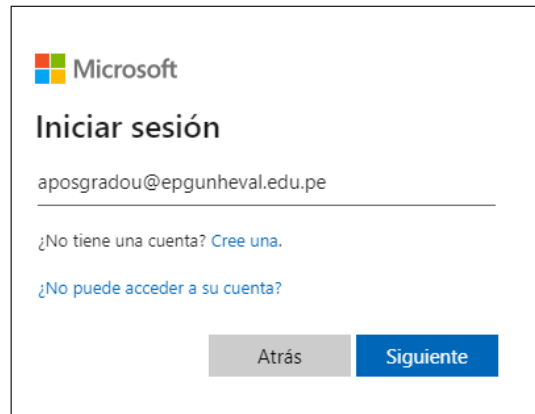 Microsoft
Iniciar sesión
aposgradou@epgunheval.edu.pe
¿No tiene una cuenta? Cree una.
¿No puede acceder a su cuenta?
Atrás Siguiente